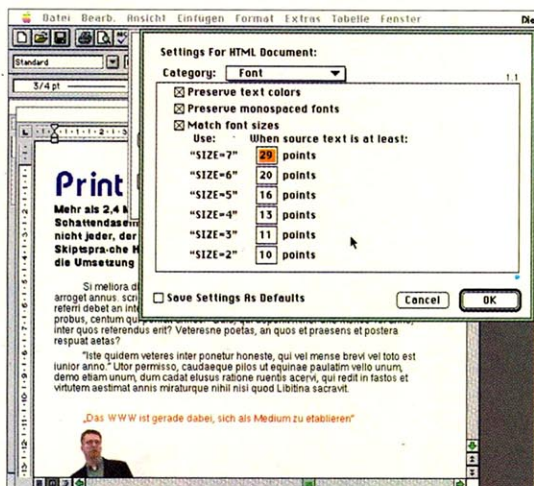 Datei Bearb. Ansicht Einfügen Format Extras Tabelle Fenster Die
Standard
3/4 pt
Settings For HTML Document:
Category: Font
1.1
Preserve text colors
Preserve monospaced fonts
Match font sizes
Use: When source text is at least:
"SIZE=7" 29 points
"SIZE=6" 20 points
"SIZE=5" 16 points
"SIZE=4" 13 points
"SIZE=3" 11 points
"SIZE=2" 10 points
Save Settings As Defaults
Cancel OK
Print
Mehr als 2,4
Schattendasein
nicht jeder, der
Skiptspra-che H
die Umsetzung
Si meliora di
arroget annus. scri
referri debet an inte
probus, centum qui
inter quos referendus erit? Veteresne poetas, an quos et praesens et postera
respuat aetas?
"Iste quidem veteres inter ponetur honeste, qui vel mense brevi vel toto est
iunior anno." Utor permisso, caudaeque pilos ut equinae paulatim vello unum,
demo etiam unum, dum cadat elusus ratione ruentis acervi, qui redit in fastos et
virtutem aestimat annis miraturque nihil nisi quod Libitina sacravit.
„Das WWW ist gerade dabei, sich als Medium zu etablieren"